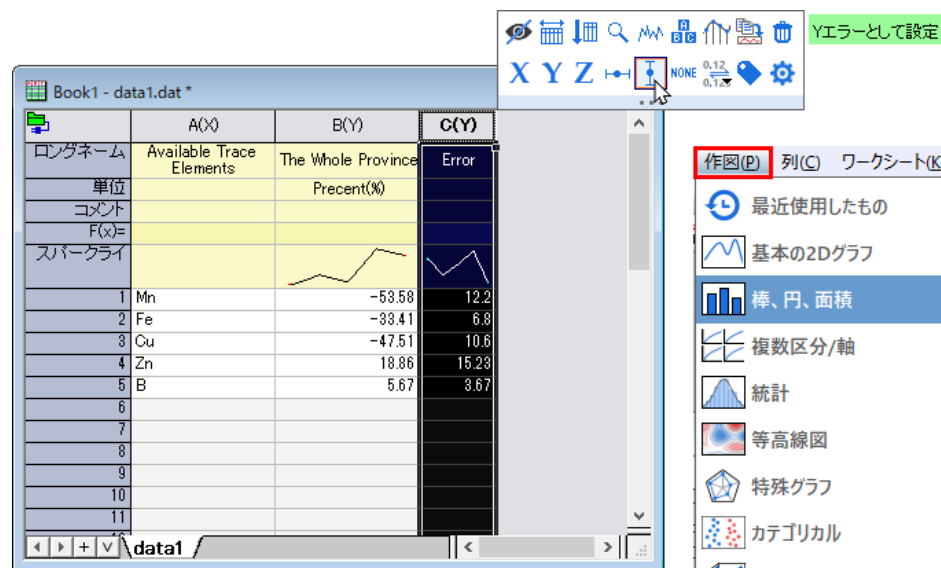 Yエラーとして設定
X Y Z NONE 0.12 0.123
Book1 - data1.dat *
A(X) B(Y) C(Y)
ロングネーム Available Trace Elements The Whole Province Error
単位 Precent(%)
コメント
F(x)=
スパークライ
1 Mn -53.58 12.2
2 Fe -33.41 6.8
3 Cu -47.51 10.6
4 Zn 18.86 15.23
5 B 5.67 3.67
6
7
8
9
10
11
data1
作図(P) 列(C) ワークシート(K
最近使用したもの
基本の2Dグラフ
棒、円、面積
複数区分/軸
統計
等高線図
特殊グラフ
カテゴリカル